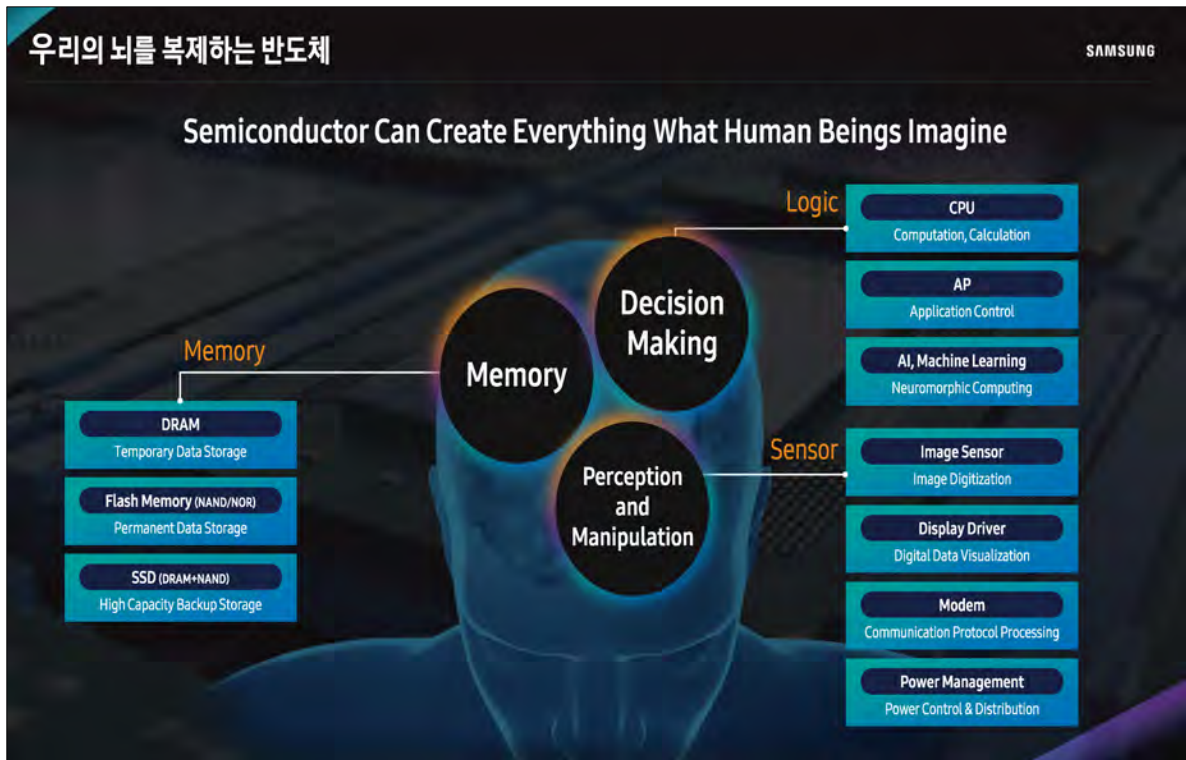 우리의 뇌를 복제하는 반도체
SAMSUNG
Semiconductor Can Create Everything What Human Beings Imagine
Memory
DRAM
Temporary Data Storage
Flash Memory (NAND/NOR)
Permanent Data Storage
SSD (DRAM+NAND)
High Capacity Backup Storage
Memory
Decision
Making
Perception
and
Manipulation
Logic
CPU
Computation, Calculation
AP
Application Control
AI, Machine Learning
Neuromorphic Computing
Sensor
Image Sensor
Image Digitization
Display Driver
Digital Data Visualization
Modem
Communication Protocol Processing
Power Management
Power Control & Distribution